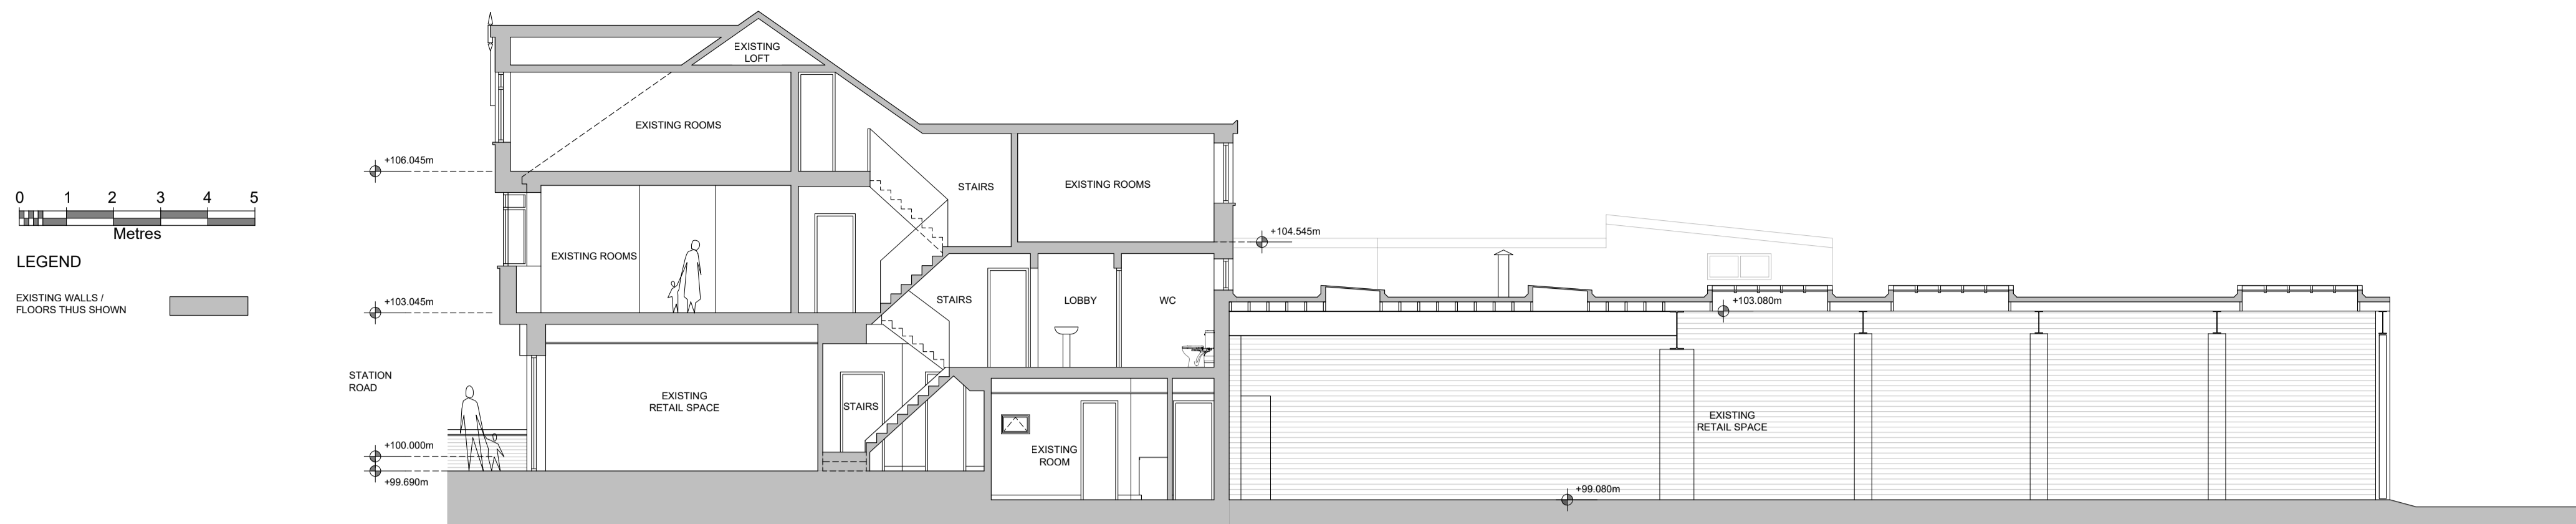 EXISTING
LOFT
EXISTING ROOMS
+106.045m
STAIRS
EXISTING ROOMS
0 1 2 3 4 5
Metres
+104.545m
LEGEND
EXISTING ROOMS
EXISTING WALLS /
FLOORS THUS SHOWN
+103.045m
STAIRS
LOBBY
WC
+103.080m
STATION
ROAD
EXISTING
RETAIL SPACE
STAIRS
EXISTING
RETAIL SPACE
+100.000m
EXISTING
ROOM
+99.690m
+99.080m